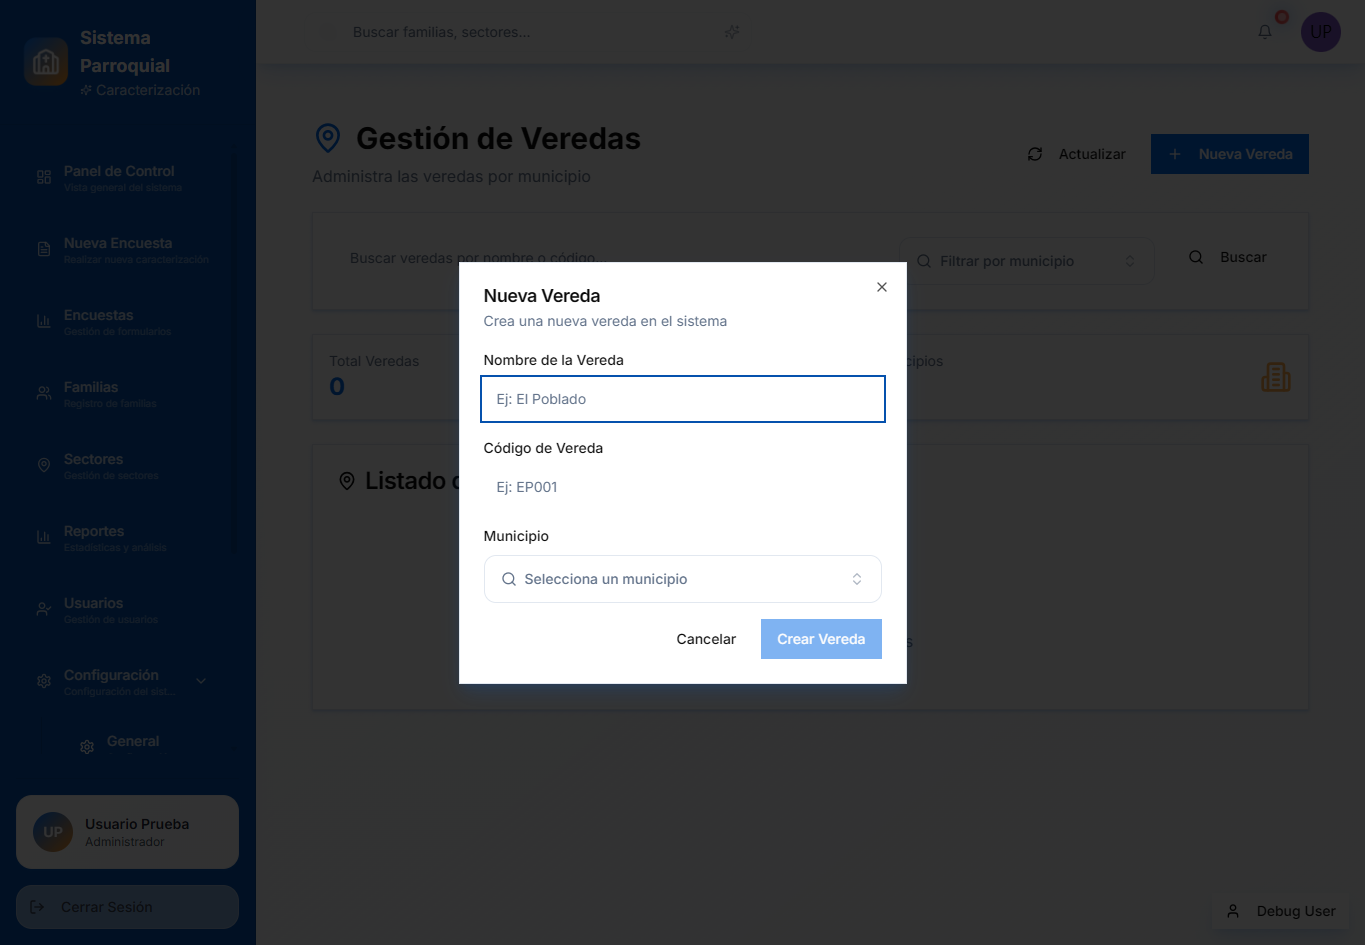 Sistema
Parroquial
Caracterización
Panel de Control
Vista general del sistema
Nueva Encuesta
Realizar nueva caracterización
Encuestas
Gestión de formularios
Familias
Registro de familias
Sectores
Gestión de sectores
Reportes
Estadísticas y análisis
Usuarios
Gestión de usuarios
Configuración
Configuración del sist...
General
UP
Usuario Prueba
Administrador
Cerrar Sesión
Buscar familias, sectores...
UP
Gestión de Veredas
Administra las veredas por municipio
Actualizar
Nueva Vereda
Buscar veredas por nombre o código...
Filtrar por municipio
Buscar
Total Veredas
0
Listado
Nueva Vereda
Crea una nueva vereda en el sistema
Nombre de la Vereda
Ej: El Poblado
Código de Vereda
Ej: EP001
Municipio
Selecciona un municipio
Cancelar
Crear Vereda
Debug User